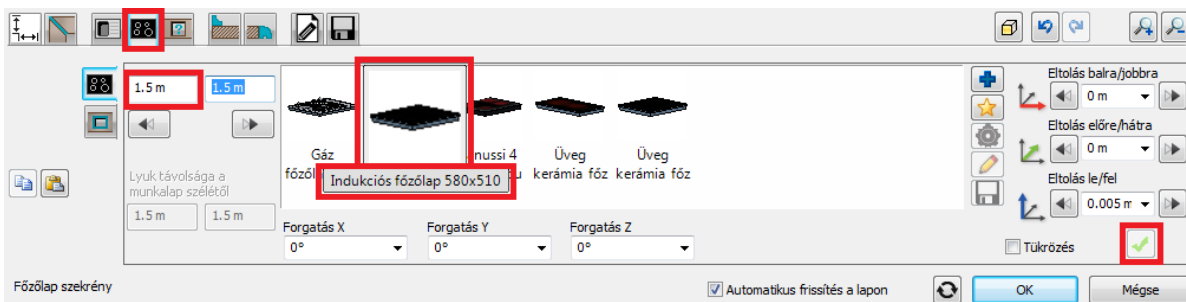 Eltolás balra/jobbra
1.5 m
1.5 m
0 m
Eltolás előre/hátra
0 m
Gáz
nussi 4
Üveg
Üveg
főzől
kerámia főz
kerámia főz
Indukciós főzőlap 580x510
Lyuk távolsága a
munkalap szélétől
Eltolás le/fel
1.5 m
1.5 m
0.005 m
Forgatás X
Forgatás Y
Forgatás Z
0°
0°
0°
Tükrözés
Főzőlap szekrény
Automatikus frissítés a lapon
OK
Mégse